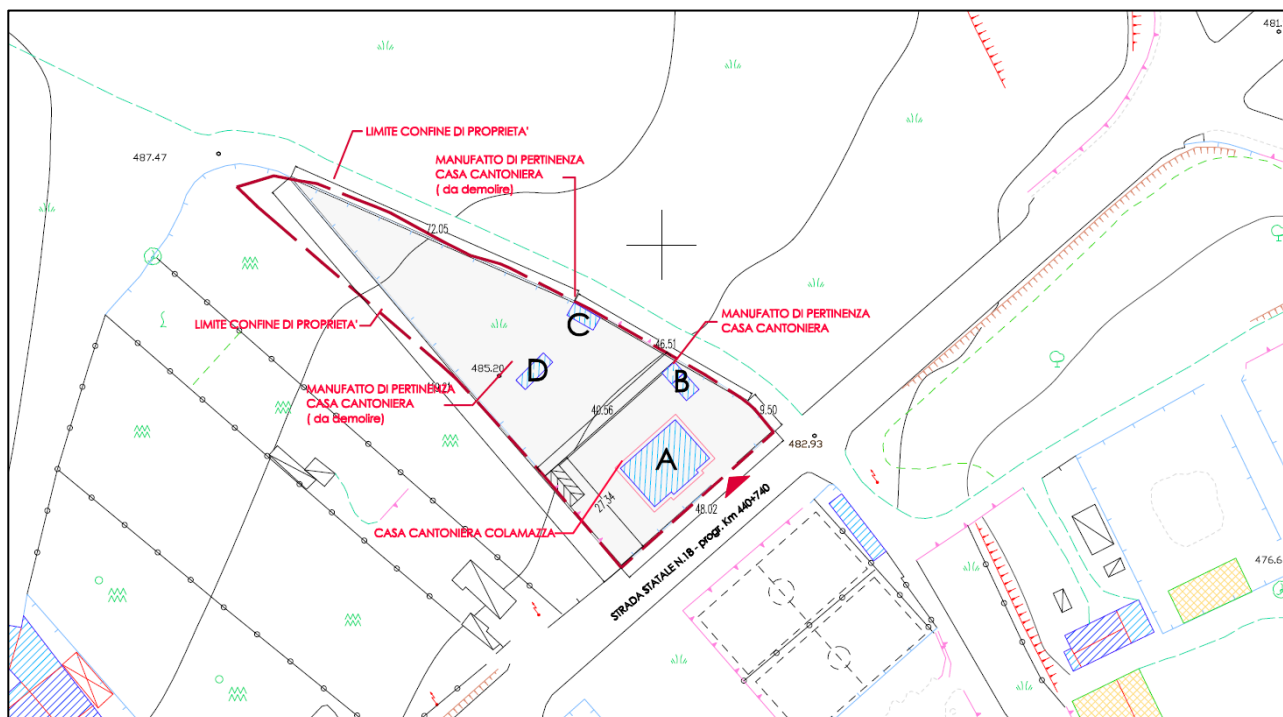 481.
LIMITE CONFINE DI PROPRIETA'
487.47
MANUFATTO DI PERTINENZA
CASA CANTONIERA
( da demolire)
72.05
C
MANUFATTO DI PERTINENZA
CASA CANTONIERA
LIMITE CONFINE DI PROPRIETA'
46.51
485.20
D
B
MANUFATTO DI PERTINENZA
CASA CANTONIERA
( da demolire)
40.56
9.50
482.93
A
27.34
48.02
CASA CANTONIERA COLAMAZZA
STRADA STATALE N.18 - progr. Km 440+740
476.6